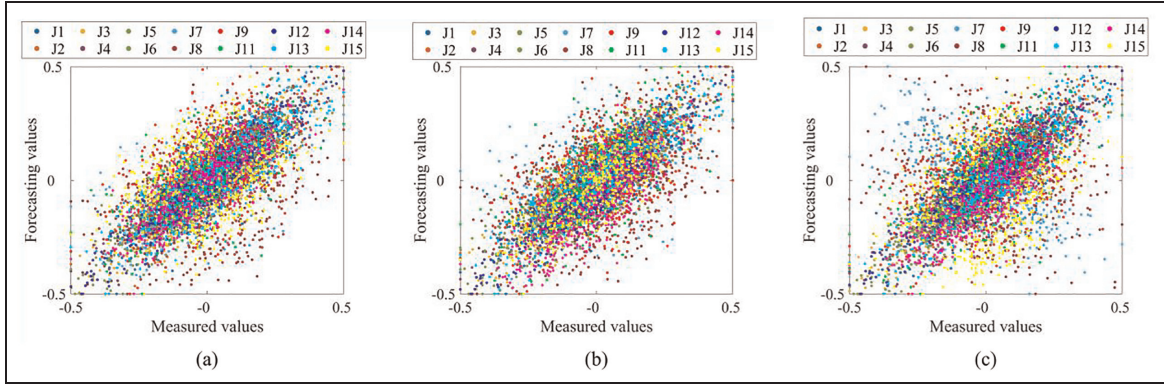 J1 J3 J5 J7 J9 J12 J14
J2 J4 J6 J8 J11 J13 J15
0.5
Forecasting values
0
-0.5
-0.5 -0 0.5
Measured values
(a)
J1 J3 J5 J7 J9 J12 J14
J2 J4 J6 J8 J11 J13 J15
0.5
Forecasting values
0
-0.5
-0.5 -0 0.5
Measured values
(b)
J1 J3 J5 J7 J9 J12 J14
J2 J4 J6 J8 J11 J13 J15
0.5
Forecasting values
0
-0.5
-0.5 -0 0.5
Measured values
(c)